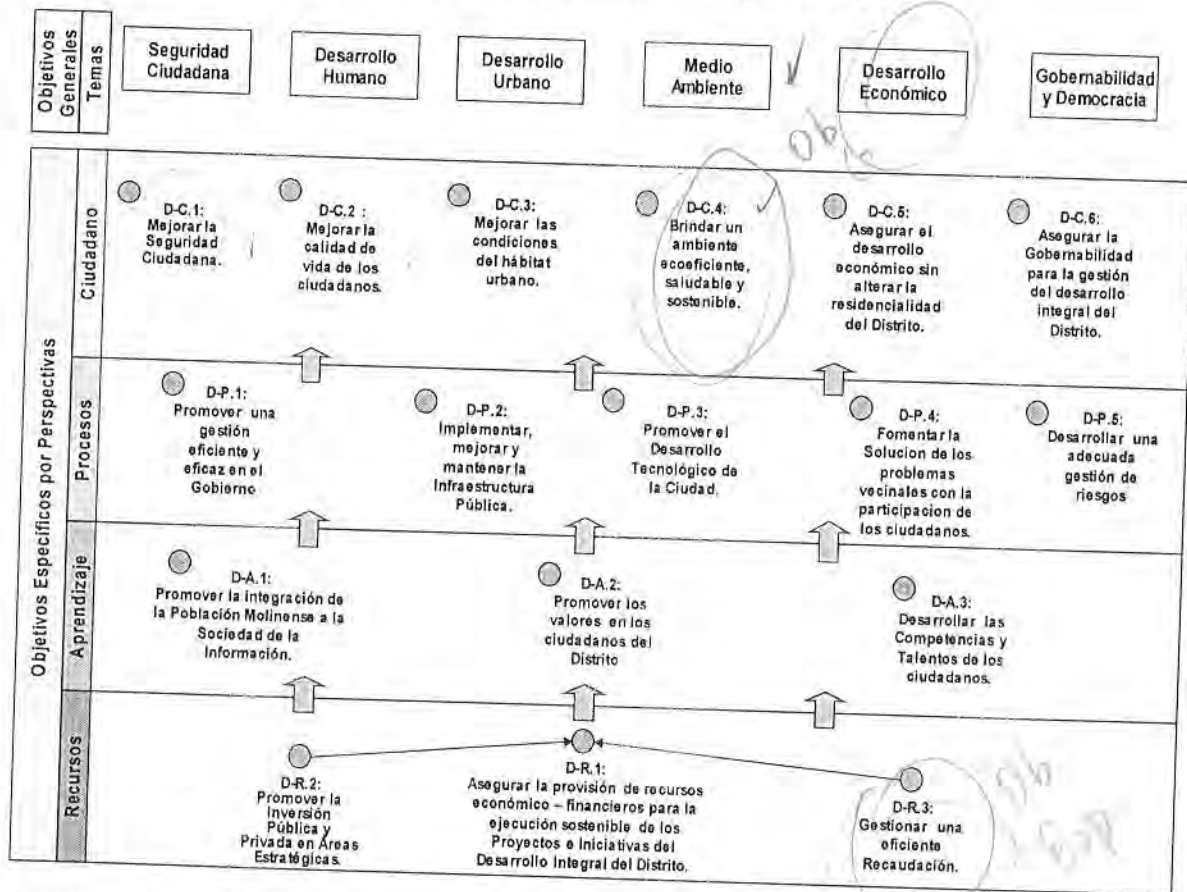 Objetivos
Generales
Temas
Seguridad
Ciudadana
Desarrollo
Humano
Desarrollo
Urbano
Medio
Ambiente
Desarrollo
Económico
Gobernabilidad
y Democracia
Objetivos Específicos por Perspectivas
Ciudadano
D-C.1:
Mejorar la
Seguridad
Ciudadana.
D-C.2 :
Mejorar la
calidad de
vida de los
ciudadanos.
D-C.3:
Mejorar las
condiciones
del hábitat
urbano.
D-C.4:
Brindar un
ambiente
ecoeficiente,
saludable y
sostenible.
D-C.5:
Asegurar el
desarrollo
económico sin
alterar la
residencialidad
del Distrito.
D-C.6:
Asegurar la
Gobernabilidad
para la gestión
del desarrollo
integral del
Distrito.
Procesos
D-P.1:
Promover una
gestión
eficiente y
eficaz en el
Gobierno
D-P.2:
Implementar,
mejorar y
mantener la
Infraestructura
Pública.
D-P.3:
Promover el
Desarrollo
Tecnológico de
la Ciudad.
D-P.4:
Fomentar la
Solucion de los
problemas
vecinales con la
participacion de
los ciudadanos.
D-P.5:
Desarrollar una
adecuada
gestión de
riesgos
Aprendizaje
D-A.1:
Promover la integración de
la Población Molinense a la
Sociedad de la
Información.
D-A.2:
Promover los
valores en los
ciudadanos del
Distrito
D-A.3:
Desarrollar las
Competencias y
Talentos de los
ciudadanos.
Recursos
D-R.2:
Promover la
Inversión
Pública y
Privada en Áreas
Estratégicas.
D-R.1:
Asegurar la provisión de recursos
económico – financieros para la
ejecución sostenible de los
Proyectos e Iniciativas del
Desarrollo Integral del Distrito.
D-R.3:
Gestionar una
eficiente
Recaudación.